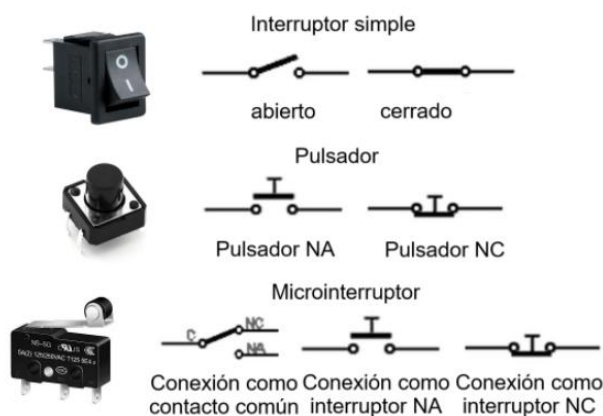 Interruptor simple
O
I
abierto
cerrado
Pulsador
Pulsador NA
Pulsador NC
Microinterruptor
C
NC
NA
Conexión como
contacto común
Conexión como
interruptor NA
Conexión como
interruptor NC